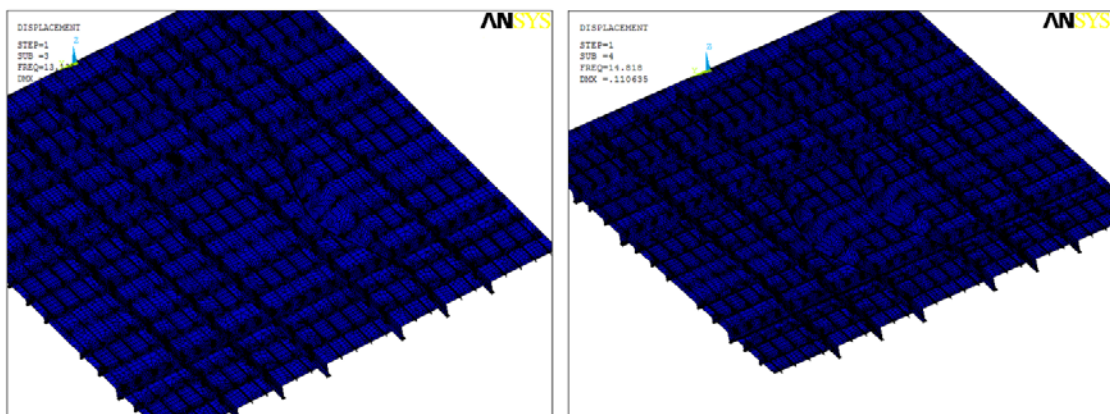 DISPLACEMENT
STEP=1
SUB =3
DMX
ANSYS
Z
DISPLACEMENT
STEP=1
SUB =4
FREQ=14.818
DMX =.110635
ANSYS
Z